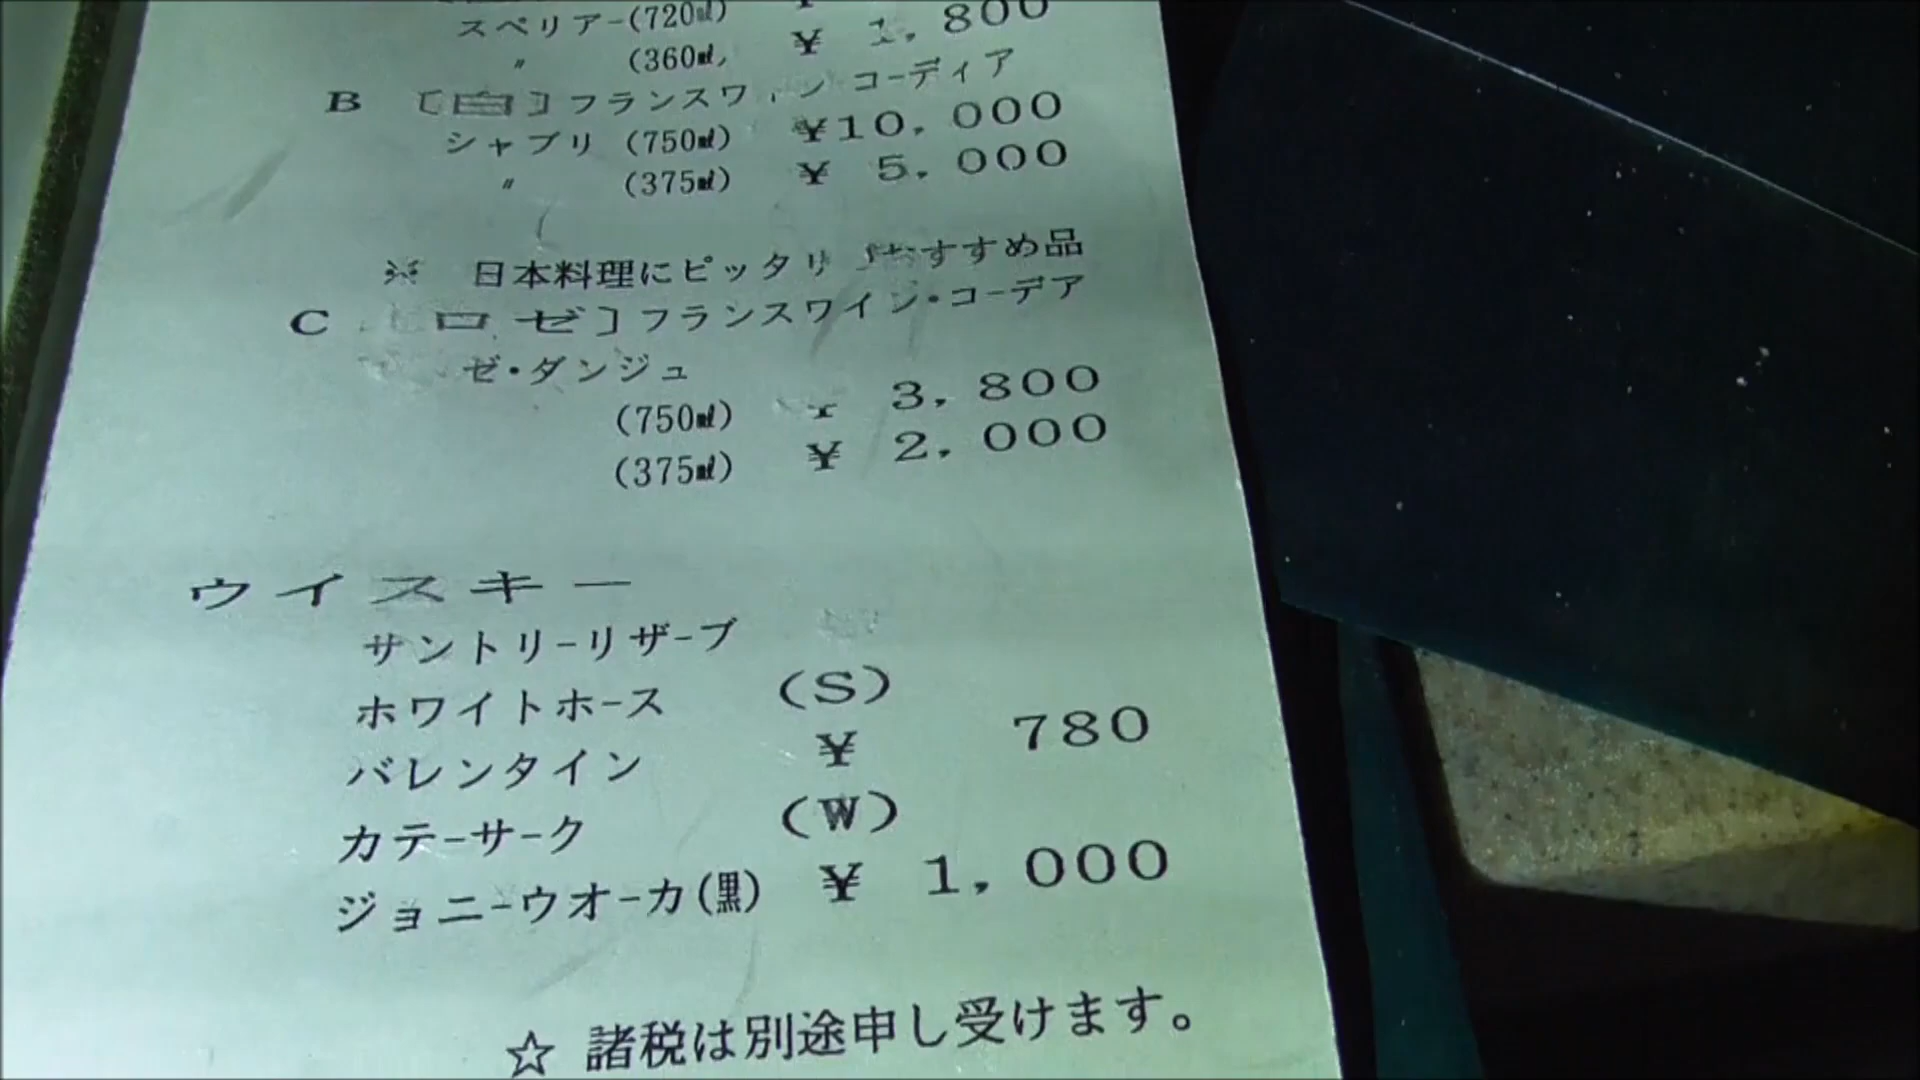 スペリアー(720㎖) ¥
〃 (360㎖) ¥ 1,800
B 〔白〕フランスワイン コーディア
シャブリ (750㎖) ¥10,000
〃 (375㎖) ¥ 5,000
※ 日本料理にピッタリ おすすめ品
C ロゼ〕フランスワイン・コーデア
ゼ・ダンジュ
(750㎖) ¥ 3,800
(375㎖) ¥ 2,000
ウイスキー
サントリーリザーブ
ホワイトホース (S)
バレンタイン ¥ 780
カテーサーク (W)
ジョニーウオーカ(黒) ¥ 1,000
☆ 諸税は別途申し受けます。